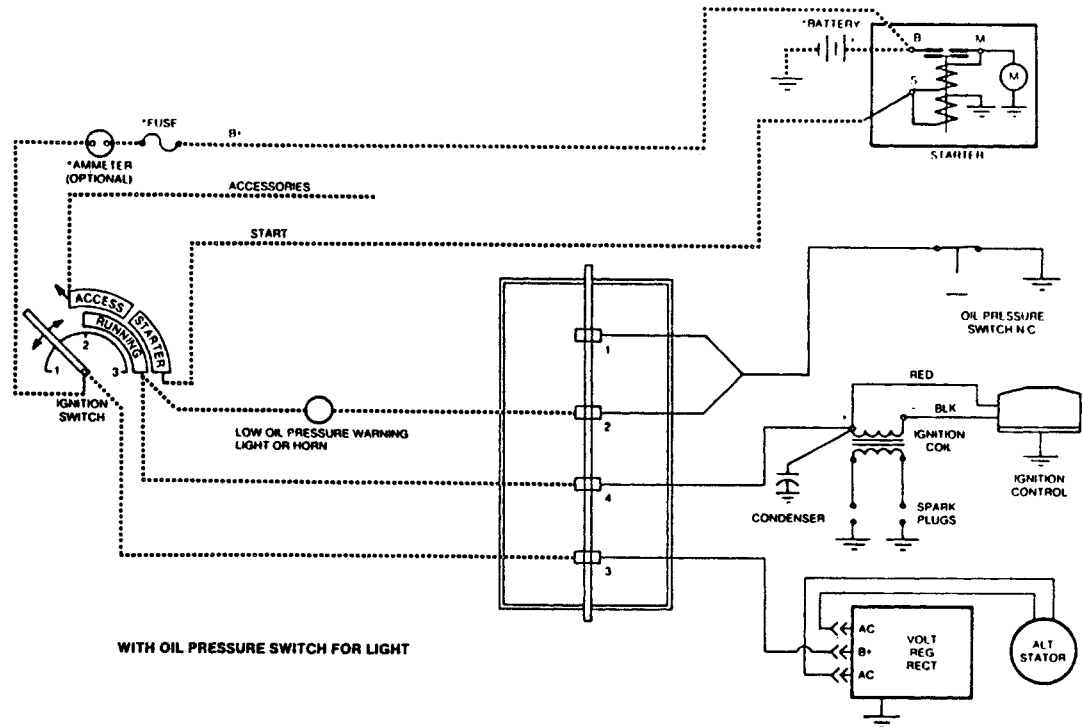 *BATTERY
+
B
M
M
S
STARTER
*FUSE
B+
*AMMETER
(OPTIONAL)
ACCESSORIES
START
ACCESS
STARTER
RUNNING
1
2
3
IGNITION
SWITCH
LOW OIL PRESSURE WARNING
LIGHT OR HORN
1
2
4
3
OIL PRESSURE
SWITCH N C
RED
BLK
+
-
IGNITION
COIL
IGNITION
CONTROL
CONDENSER
SPARK
PLUGS
AC
B+
AC
VOLT
REG
RECT
ALT
STATOR
WITH OIL PRESSURE SWITCH FOR LIGHT